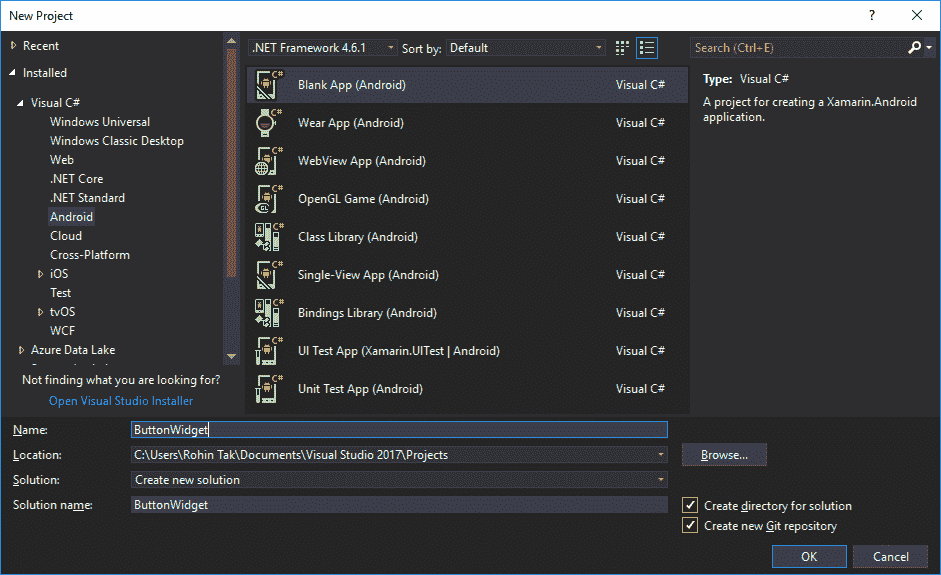 New Project ?
Recent
Installed
Visual C#
Windows Universal
Windows Classic Desktop
Web
.NET Core
.NET Standard
Android
Cloud
Cross-Platform
iOS
Test
tvOS
WCF
Azure Data Lake
Not finding what you are looking for?
Open Visual Studio Installer
.NET Framework 4.6.1 Sort by: Default
C# Blank App (Android) Visual C#
C# Wear App (Android) Visual C#
C# WebView App (Android) Visual C#
C# GL OpenGL Game (Android) Visual C#
C# Class Library (Android) Visual C#
C# Single-View App (Android) Visual C#
C# Bindings Library (Android) Visual C#
C# UI Test App (Xamarin.UITest | Android) Visual C#
C# Unit Test App (Android) Visual C#
Search (Ctrl+E)
Type: Visual C#
A project for creating a Xamarin.Android
application.
Name: ButtonWidget
Location: C:\Users\Rohin Tak\Documents\Visual Studio 2017\Projects Browse...
Solution: Create new solution
Solution name: ButtonWidget
Create directory for solution
Create new Git repository
OK Cancel